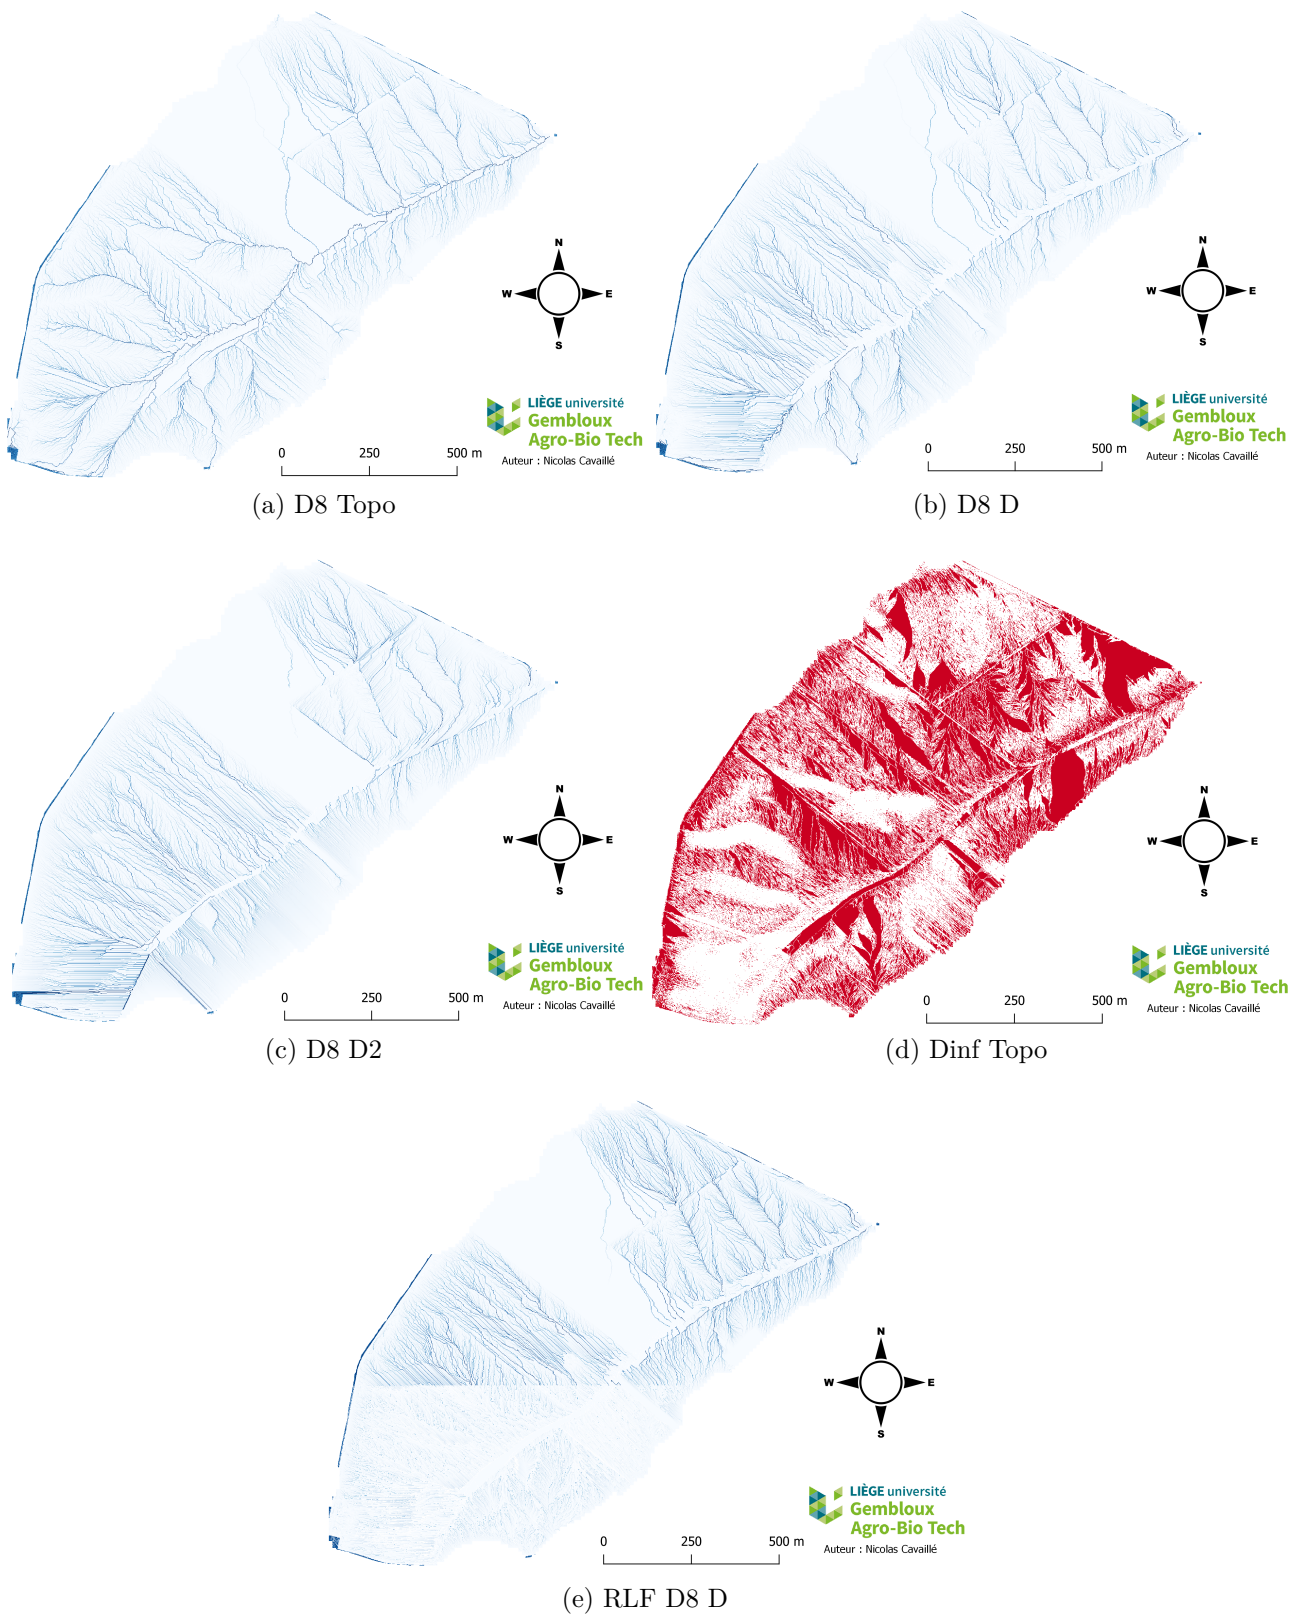 N
W E
S
LIÈGE université
Gembloux
Agro-Bio Tech
Auteur : Nicolas Cavaillé
0 250 500 m
(a) D8 Topo
N
W E
S
LIÈGE université
Gembloux
Agro-Bio Tech
Auteur : Nicolas Cavaillé
0 250 500 m
(b) D8 D
N
W E
S
LIÈGE université
Gembloux
Agro-Bio Tech
Auteur : Nicolas Cavaillé
0 250 500 m
(c) D8 D2
N
W E
S
LIÈGE université
Gembloux
Agro-Bio Tech
Auteur : Nicolas Cavaillé
0 250 500 m
(d) Dinf Topo
N
W E
S
LIÈGE université
Gembloux
Agro-Bio Tech
Auteur : Nicolas Cavaillé
0 250 500 m
(e) RLF D8 D